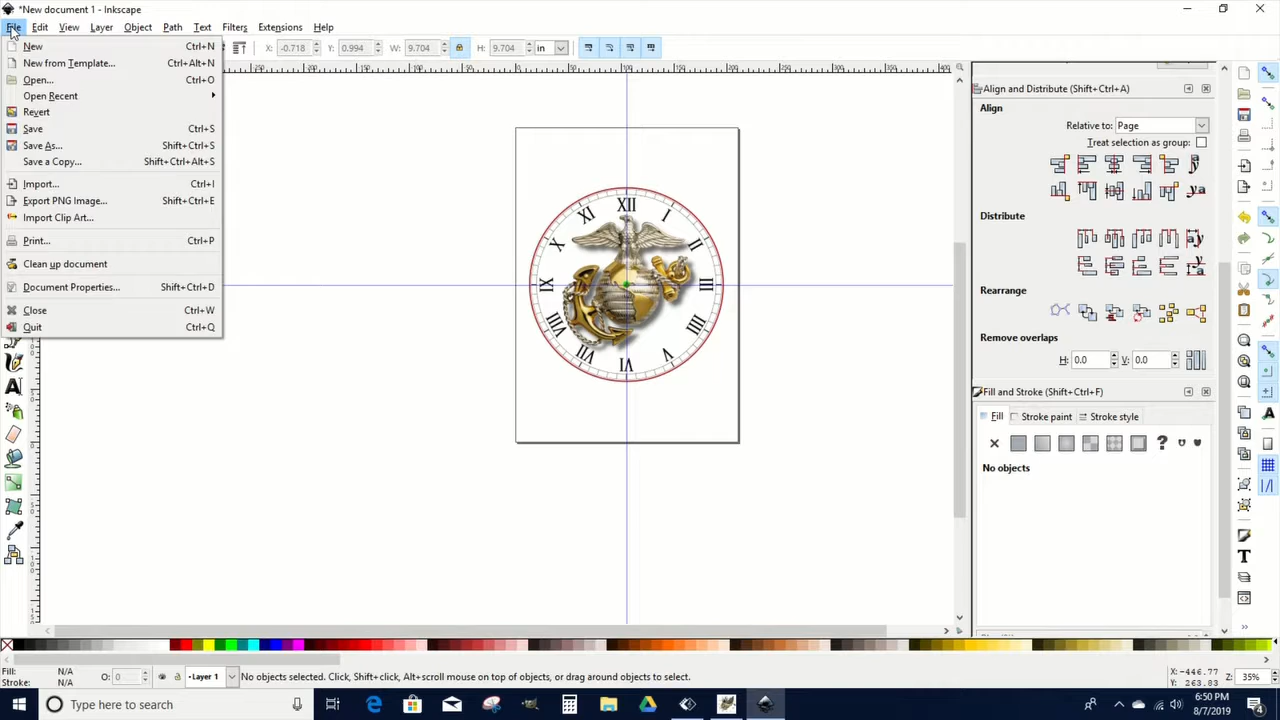 *New document 1 - Inkscape
File Edit View Layer Object Path Text Filters Extensions Help
X: -0.718 Y: 0.994 W: 9.704 H: 9.704 in
New Ctrl+N
New from Template... Ctrl+Alt+N
Open... Ctrl+O
Open Recent
Revert
Save Ctrl+S
Save As... Shift+Ctrl+S
Save a Copy... Shift+Ctrl+Alt+S
Import... Ctrl+I
Export PNG Image... Shift+Ctrl+E
Import Clip Art...
Print... Ctrl+P
Clean up document
Document Properties... Shift+Ctrl+D
Close Ctrl+W
Quit Ctrl+Q
XII
I
II
III
IIII
V
VI
VII
VIII
IX
X
XI
Align and Distribute (Shift+Ctrl+A)
Align
Relative to: Page
Treat selection as group:
Distribute
Rearrange
Remove overlaps
H: 0.0 V: 0.0
Fill and Stroke (Shift+Ctrl+F)
Fill Stroke paint Stroke style
No objects
Fill: N/A
Stroke: N/A
O: 0
Layer 1
No objects selected. Click, Shift+click, Alt+scroll mouse on top of objects, or drag around objects to select.
X: -446.77
Y: 263.83
Z: 35%
Type here to search
6:50 PM
8/7/2019
4